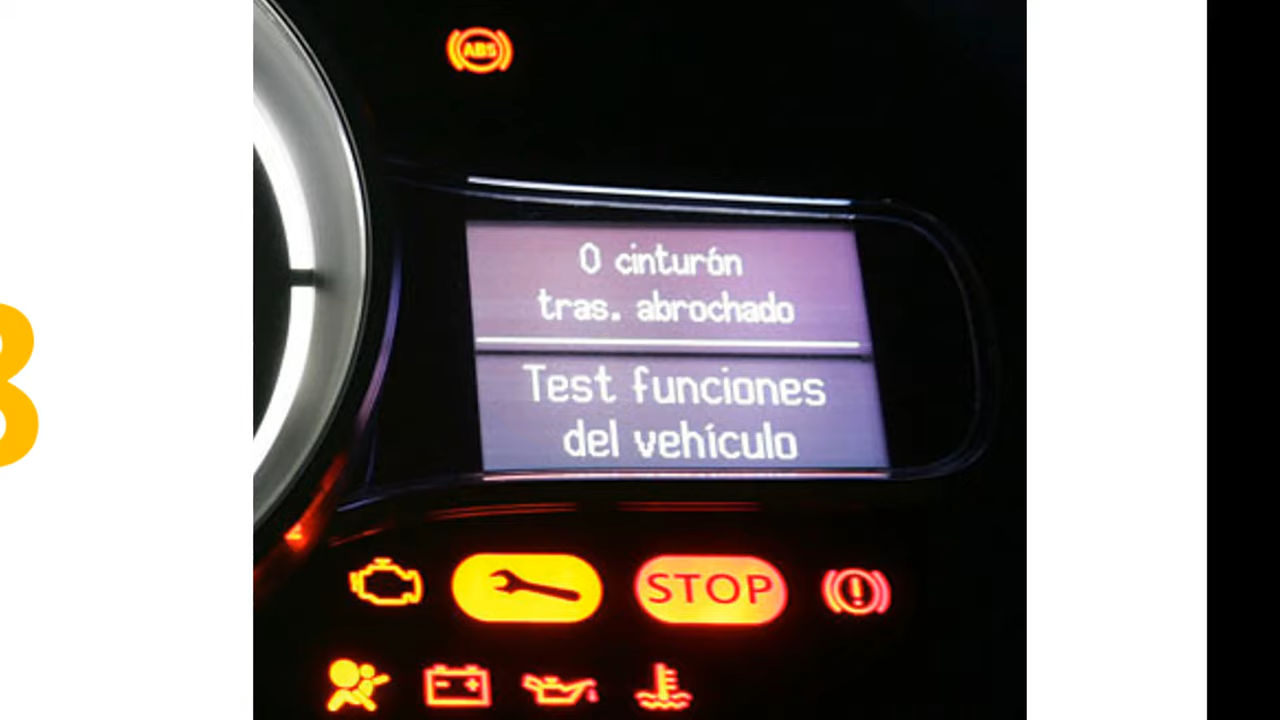 ABS
0 cinturón
tras. abrochado
Test funciones
del vehículo
STOP